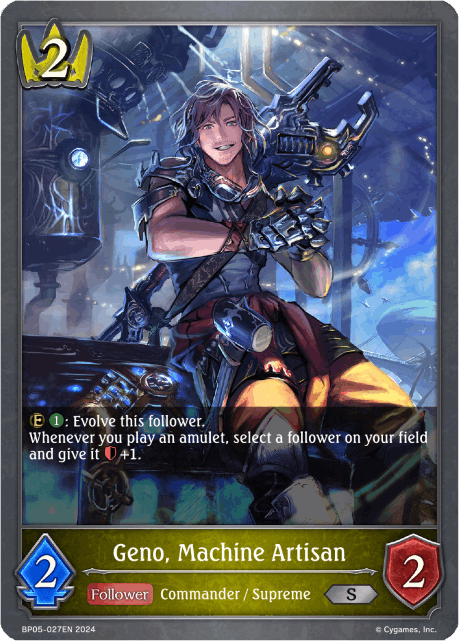 2
E 1: Evolve this follower.
Whenever you play an amulet, select a follower on your field
and give it +1.
Geno, Machine Artisan
2
Follower Commander / Supreme S
2
BP05-027EN 2024
© Cygames, Inc.